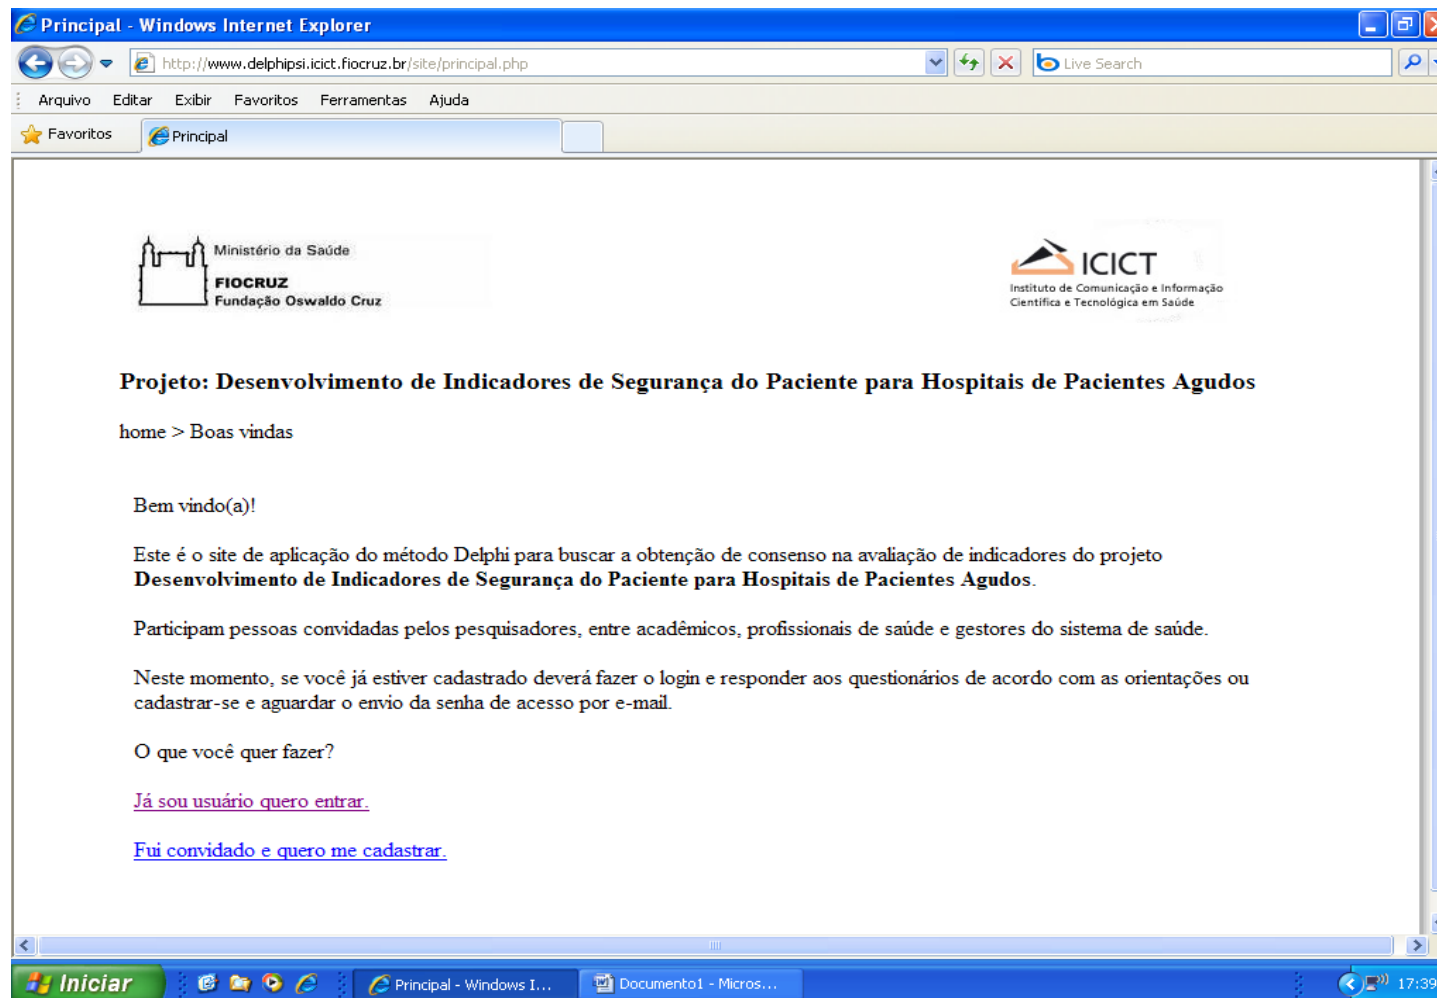 Principal - Windows Internet Explorer
http://www.delphipsi.icict.fiocruz.br/site/principal.php
Live Search
Arquivo Editar Exibir Favoritos Ferramentas Ajuda
Favoritos Principal
Ministério da Saúde
FIOCRUZ
Fundação Oswaldo Cruz
ICICT
Instituto de Comunicação e Informação
Científica e Tecnológica em Saúde
Projeto: Desenvolvimento de Indicadores de Segurança do Paciente para Hospitais de Pacientes Agudos
home > Boas vindas
Bem vindo(a)!
Este é o site de aplicação do método Delphi para buscar a obtenção de consenso na avaliação de indicadores do projeto
Desenvolvimento de Indicadores de Segurança do Paciente para Hospitais de Pacientes Agudos.
Participam pessoas convidadas pelos pesquisadores, entre acadêmicos, profissionais de saúde e gestores do sistema de saúde.
Neste momento, se você já estiver cadastrado deverá fazer o login e responder aos questionários de acordo com as orientações ou
cadastrar-se e aguardar o envio da senha de acesso por e-mail.
O que você quer fazer?
Já sou usuário quero entrar.
Fui convidado e quero me cadastrar.
Iniciar Principal - Windows I... Documento1 - Micros... 17:39